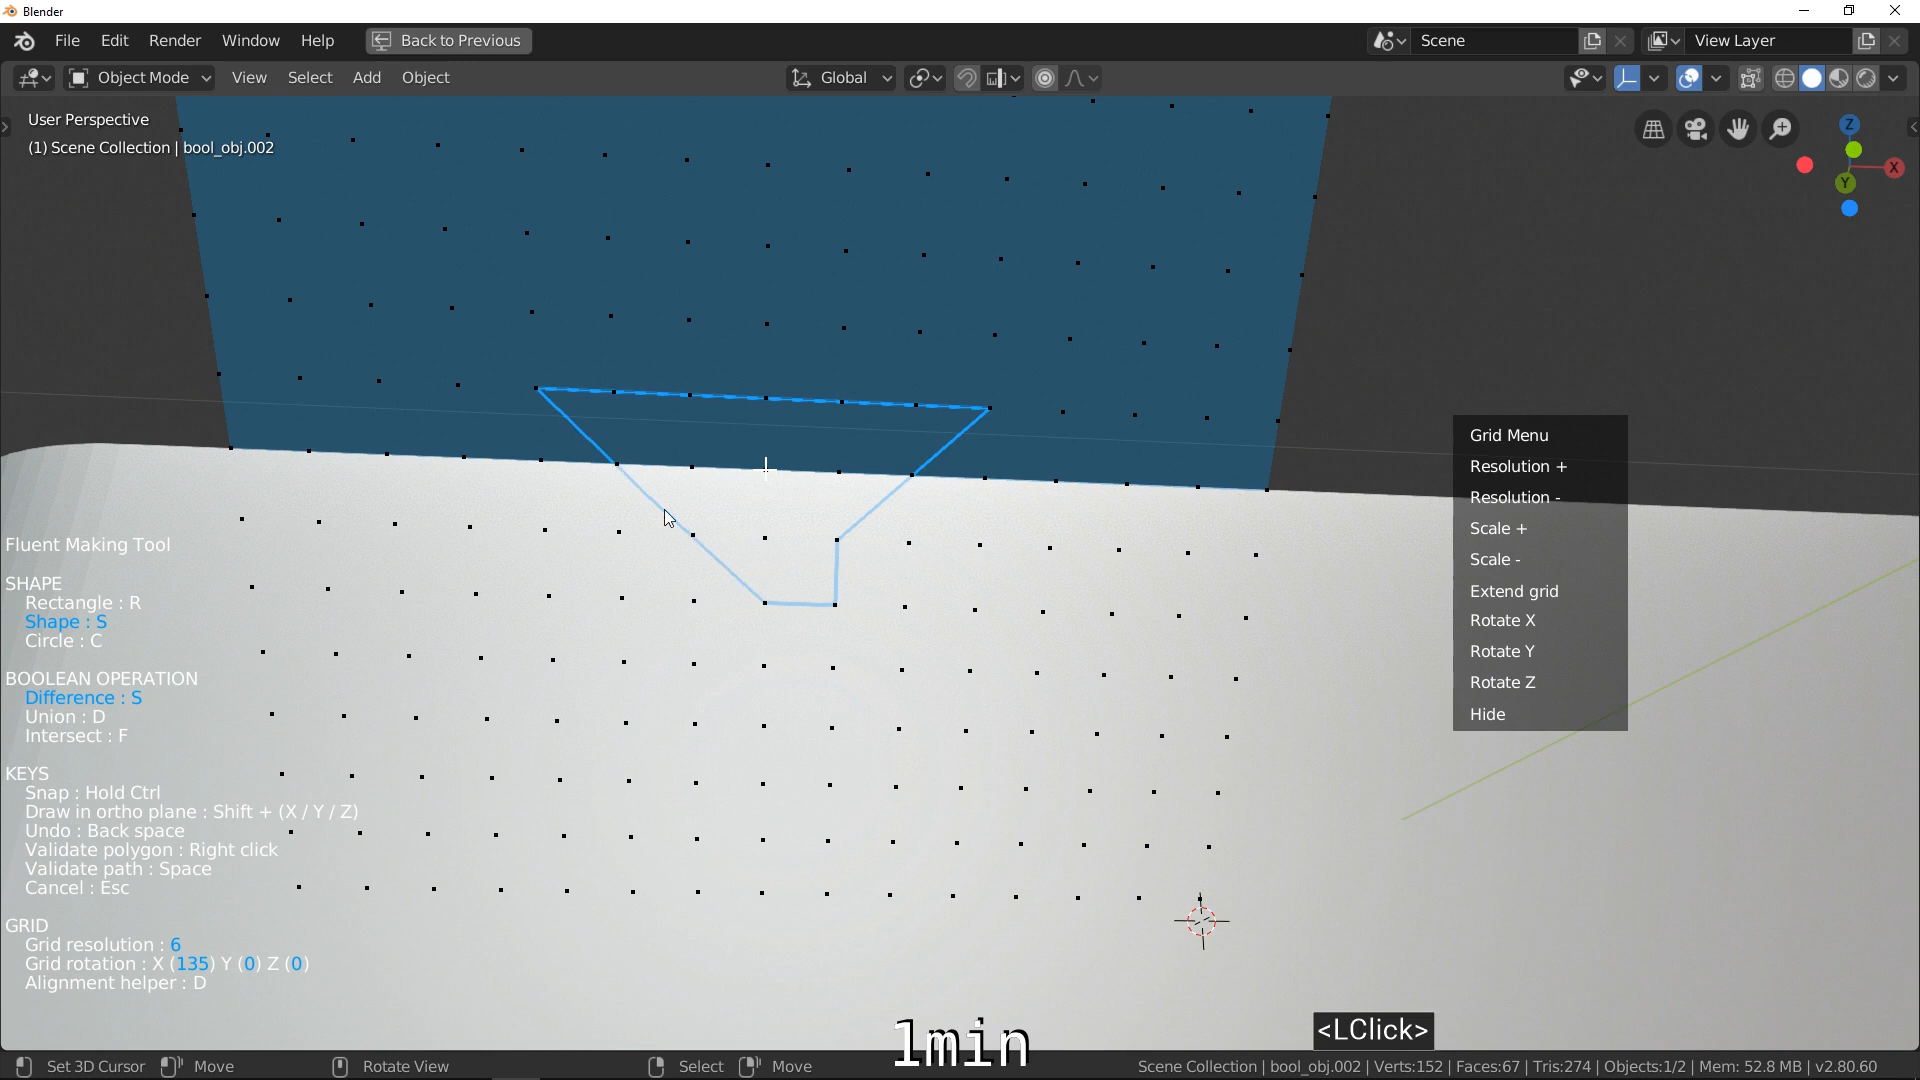 Blender
File Edit Render Window Help Back to Previous Scene View Layer
Object Mode View Select Add Object Global
User Perspective
(1) Scene Collection | bool_obj.002
Z
X
Y
Grid Menu
Resolution +
Resolution -
Scale +
Scale -
Extend grid
Rotate X
Rotate Y
Rotate Z
Hide
Fluent Making Tool
SHAPE
Rectangle : R
Shape : S
Circle : C
BOOLEAN OPERATION
Difference : S
Union : D
Intersect : F
KEYS
Snap : Hold Ctrl
Draw in ortho plane : Shift + (X / Y / Z)
Undo : Back space
Validate polygon : Right click
Validate path : Space
Cancel : Esc
GRID
Grid resolution : 6
Grid rotation : X (135) Y (0) Z (0)
Alignment helper : D
1min
<LClick>
Set 3D Cursor Move Rotate View Select Move Scene Collection | bool_obj.002 | Verts:152 | Faces:67 | Tris:274 | Objects:1/2 | Mem: 52.8 MB | v2.80.60